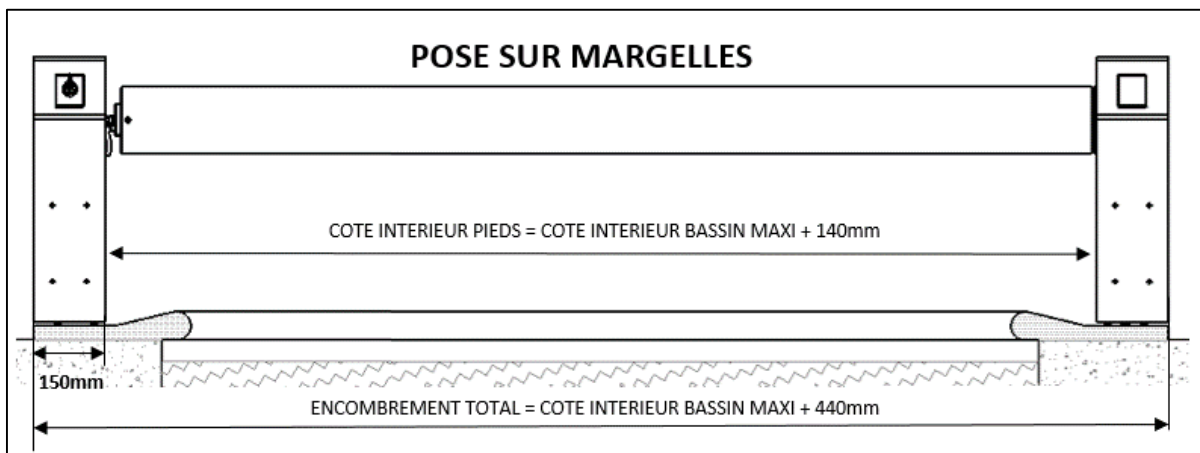 POSE SUR MARGELLES
COTE INTERIEUR PIEDS = COTE INTERIEUR BASSIN MAXI + 140mm
150mm
ENCOMBREMENT TOTAL = COTE INTERIEUR BASSIN MAXI + 440mm